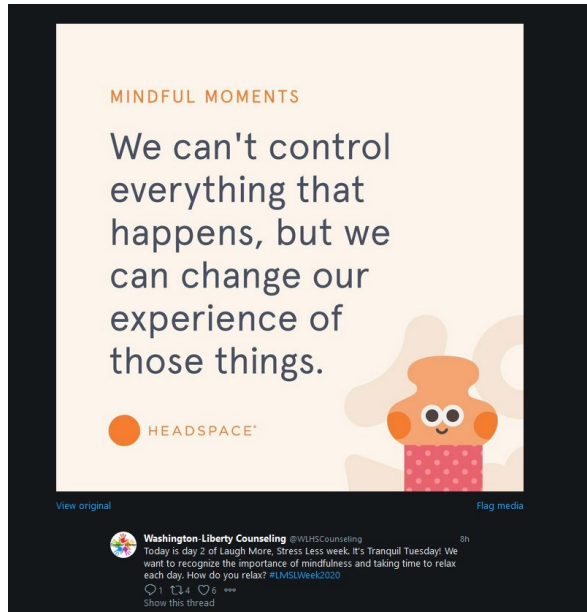 MINDFUL MOMENTS
We can't control
everything that
happens, but we
can change our
experience of
those things.
HEADSPACE®
View original
Flag media
Washington-Liberty Counseling @WLHSCounseling 8h
Today is day 2 of Laugh More, Stress Less week. It's Tranquil Tuesday! We
want to recognize the importance of mindfulness and taking time to relax
each day. How do you relax? #LMSLWeek2020
1 4 6
Show this thread